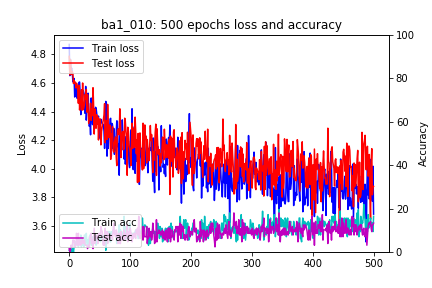 ba1_010: 500 epochs loss and accuracy
Train loss
Test loss
Train acc
Test acc
Loss
4.8
4.6
4.4
4.2
4.0
3.8
3.6
Accuracy
100
80
60
40
20
0
0
100
200
300
400
500